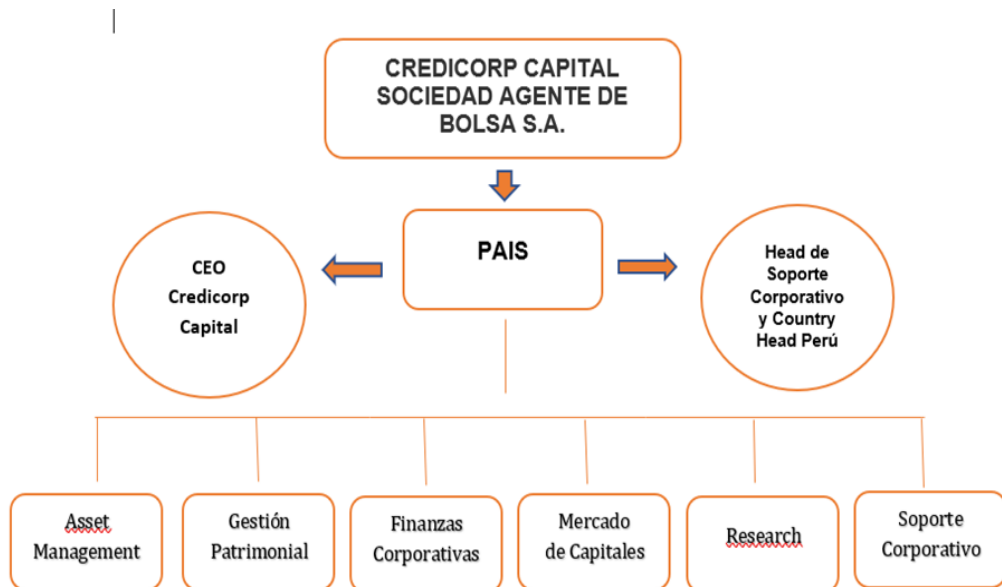 CREDICORP CAPITAL
SOCIEDAD AGENTE DE
BOLSA S.A.
PAIS
CEO
Credicorp
Capital
Head de
Soporte
Corporativo
y Country
Head Perú
Asset
Management
Gestión
Patrimonial
Finanzas
Corporativas
Mercado
de Capitales
Research
Soporte
Corporativo